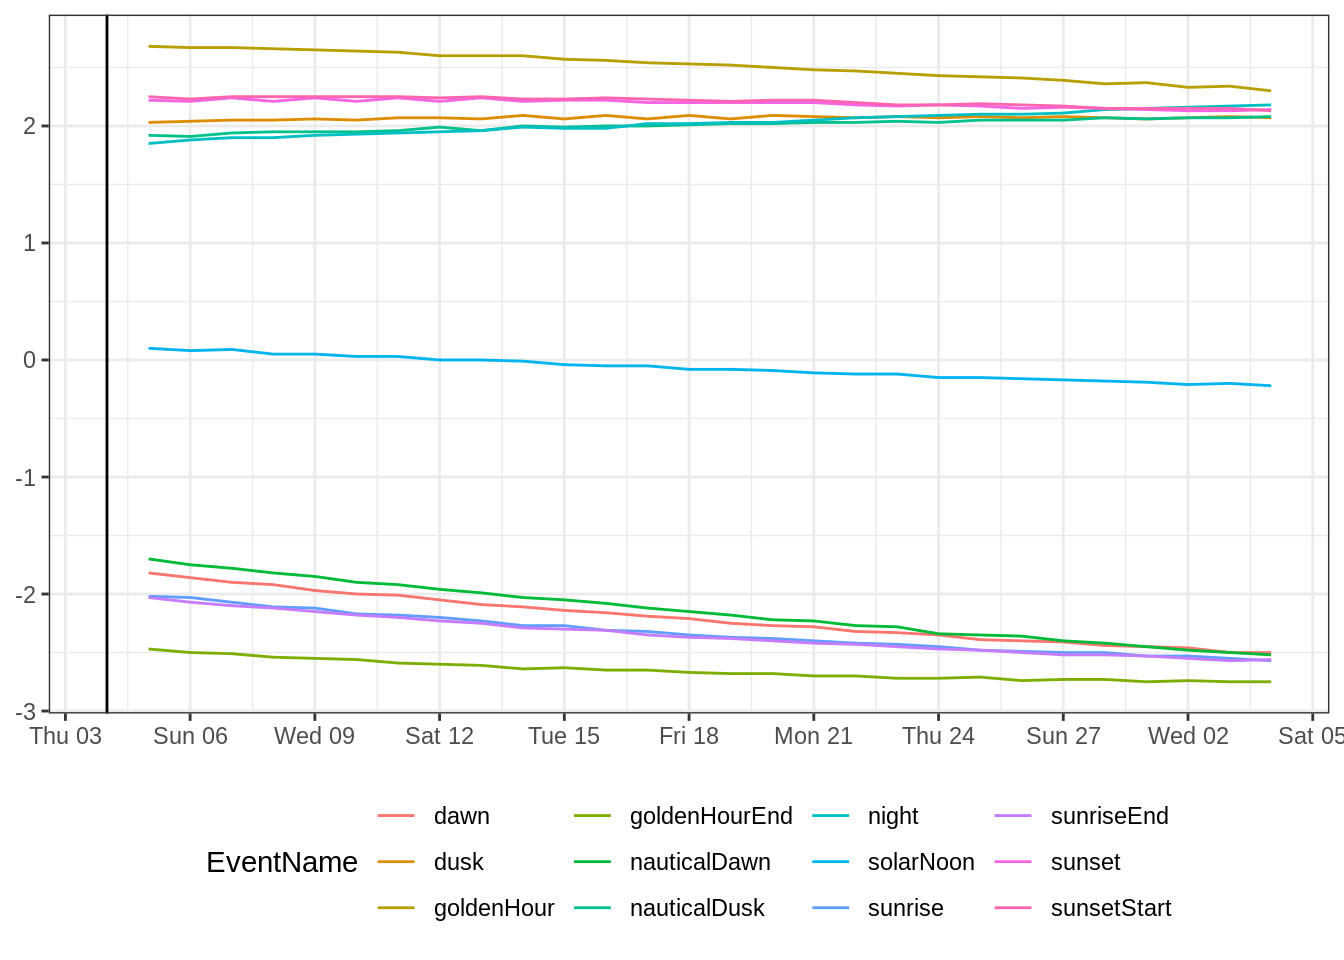 2
1
0
-1
-2
-3
Thu 03 Sun 06 Wed 09 Sat 12 Tue 15 Fri 18 Mon 21 Thu 24 Sun 27 Wed 02 Sat 05
EventName
dawn goldenHourEnd night sunriseEnd
dusk nauticalDawn solarNoon sunset
goldenHour nauticalDusk sunrise sunsetStart